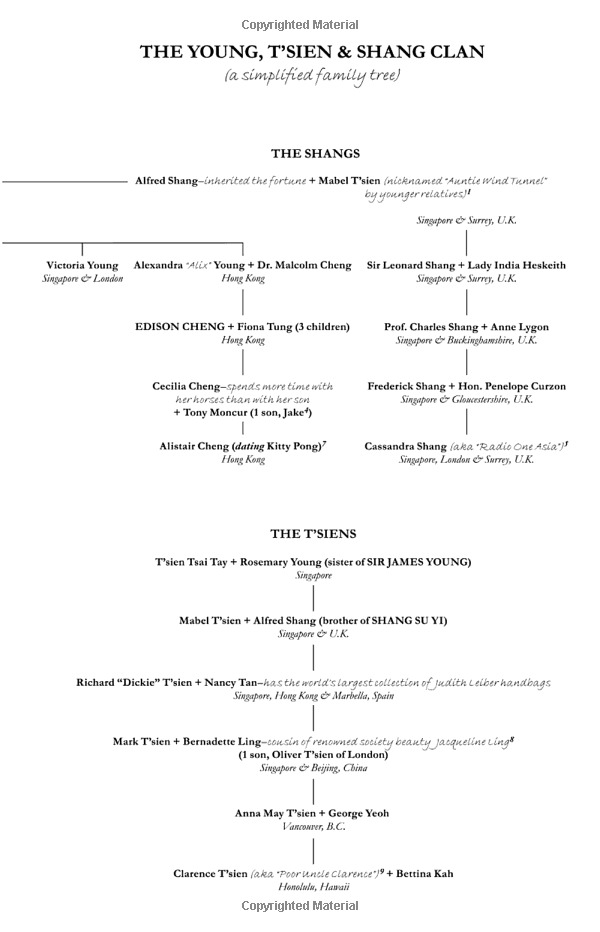 Copyrighted Material
THE YOUNG, T'SIEN & SHANG CLAN
(a simplified family tree)
THE SHANGS
Alfred Shang—inherited the fortune + Mabel T'sien (nicknamed "Auntie Wind Tunnel"
by younger relatives)¹
Singapore & Surrey, U.K.
Victoria Young
Singapore & London
Alexandra "Alix" Young + Dr. Malcolm Cheng
Hong Kong
EDISON CHENG + Fiona Tung (3 children)
Hong Kong
Cecilia Cheng—spends more time with
her horses than with her son
+ Tony Moncur (1 son, Jake⁴)
Alistair Cheng (dating Kitty Pong)⁷
Hong Kong
Sir Leonard Shang + Lady India Heskeith
Singapore & Surrey, U.K.
Prof. Charles Shang + Anne Lygon
Singapore & Buckinghamshire, U.K.
Frederick Shang + Hon. Penelope Curzon
Singapore & Gloucestershire, U.K.
Cassandra Shang (aka "Radio One Asia")¹
Singapore, London & Surrey, U.K.
THE T'SIENS
T'sien Tsai Tay + Rosemary Young (sister of SIR JAMES YOUNG)
Singapore
Mabel T'sien + Alfred Shang (brother of SHANG SU YI)
Singapore & U.K.
Richard “Dickie” T'sien + Nancy Tan—has the world's largest collection of Judith Leiber handbags
Singapore, Hong Kong & Marbella, Spain
Mark T'sien + Bernadette Ling—cousin of renowned society beauty Jacqueline Ling⁸
(1 son, Oliver T'sien of London)
Singapore & Beijing, China
Anna May T'sien + George Yeoh
Vancouver, B.C.
Clarence T'sien (aka "Poor Uncle Clarence")⁹ + Bettina Kah
Honolulu, Hawaii
Copyrighted Material